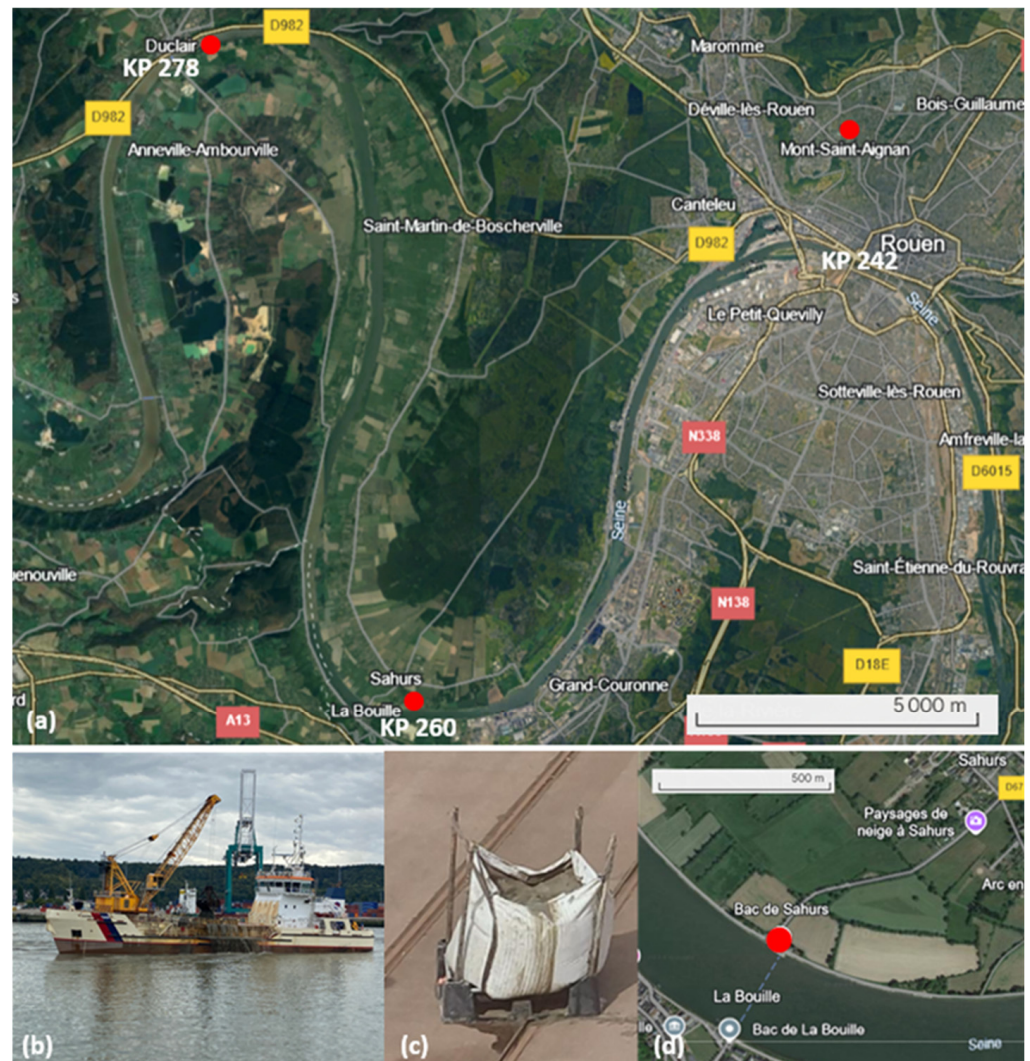 D982
Duclair
KP 278
Maromme
Déville-lès-Rouen
Bois-Guillaume
D982
Anneville-Ambourville
Mont-Saint-Aignan
Canteleu
Saint-Martin-de-Boscherville
D982
Rouen
KP 242
Seine
Le Petit-Quevilly
s
Sotteville-lès-Rouen
N338
Amfreville-la
D6015
Seine
Saint-Étienne-du-Rouvra
uenouville
N138
D18E
Sahurs
Grand-Couronne
rd
La Bouille
KP 260
A13
5 000 m
(a)
500 m
Sahurs
D67
Paysages de
neige à Sahurs
Arc en
Bac de Sahurs
La Bouille
lle
Bac de La Bouille
Seine
(b)
(c)
(d)